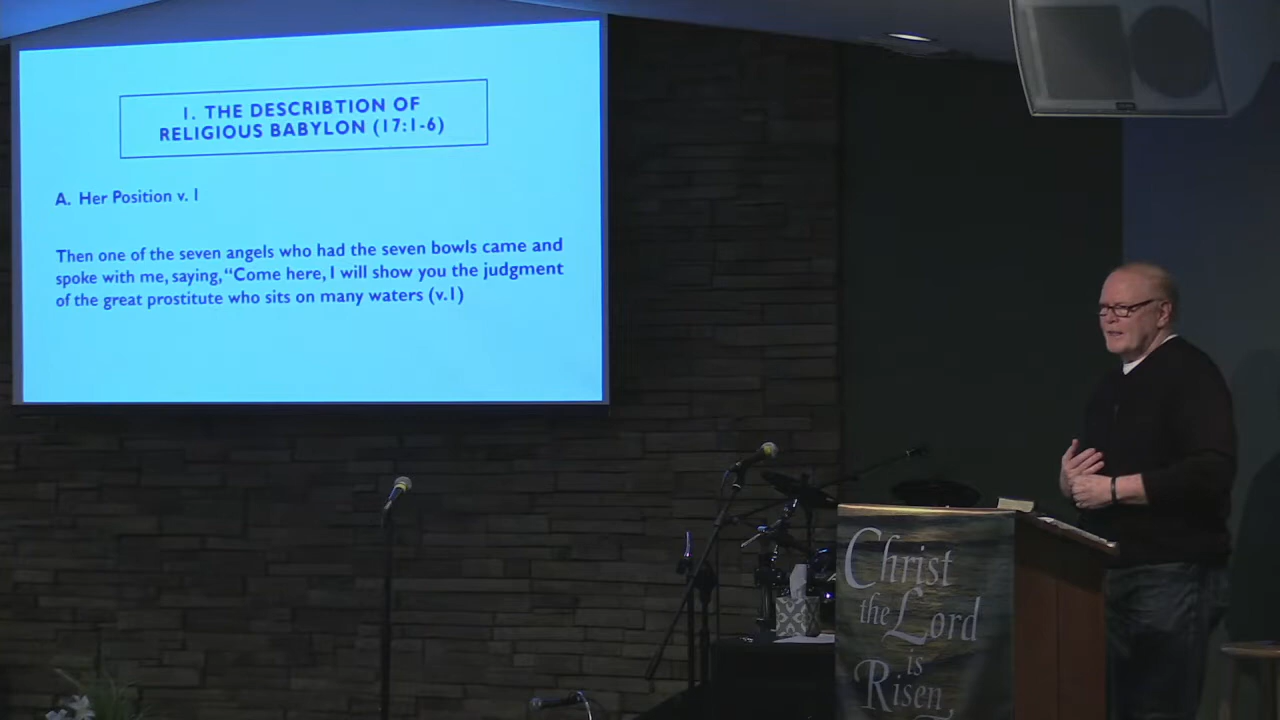 1. THE DESCRIBTION OF
RELIGIOUS BABYLON (17:1-6)
A. Her Position v. 1
Then one of the seven angels who had the seven bowls came and
spoke with me, saying, "Come here, I will show you the judgment
of the great prostitute who sits on many waters (v.1)
Christ
the Lord
is
Risen